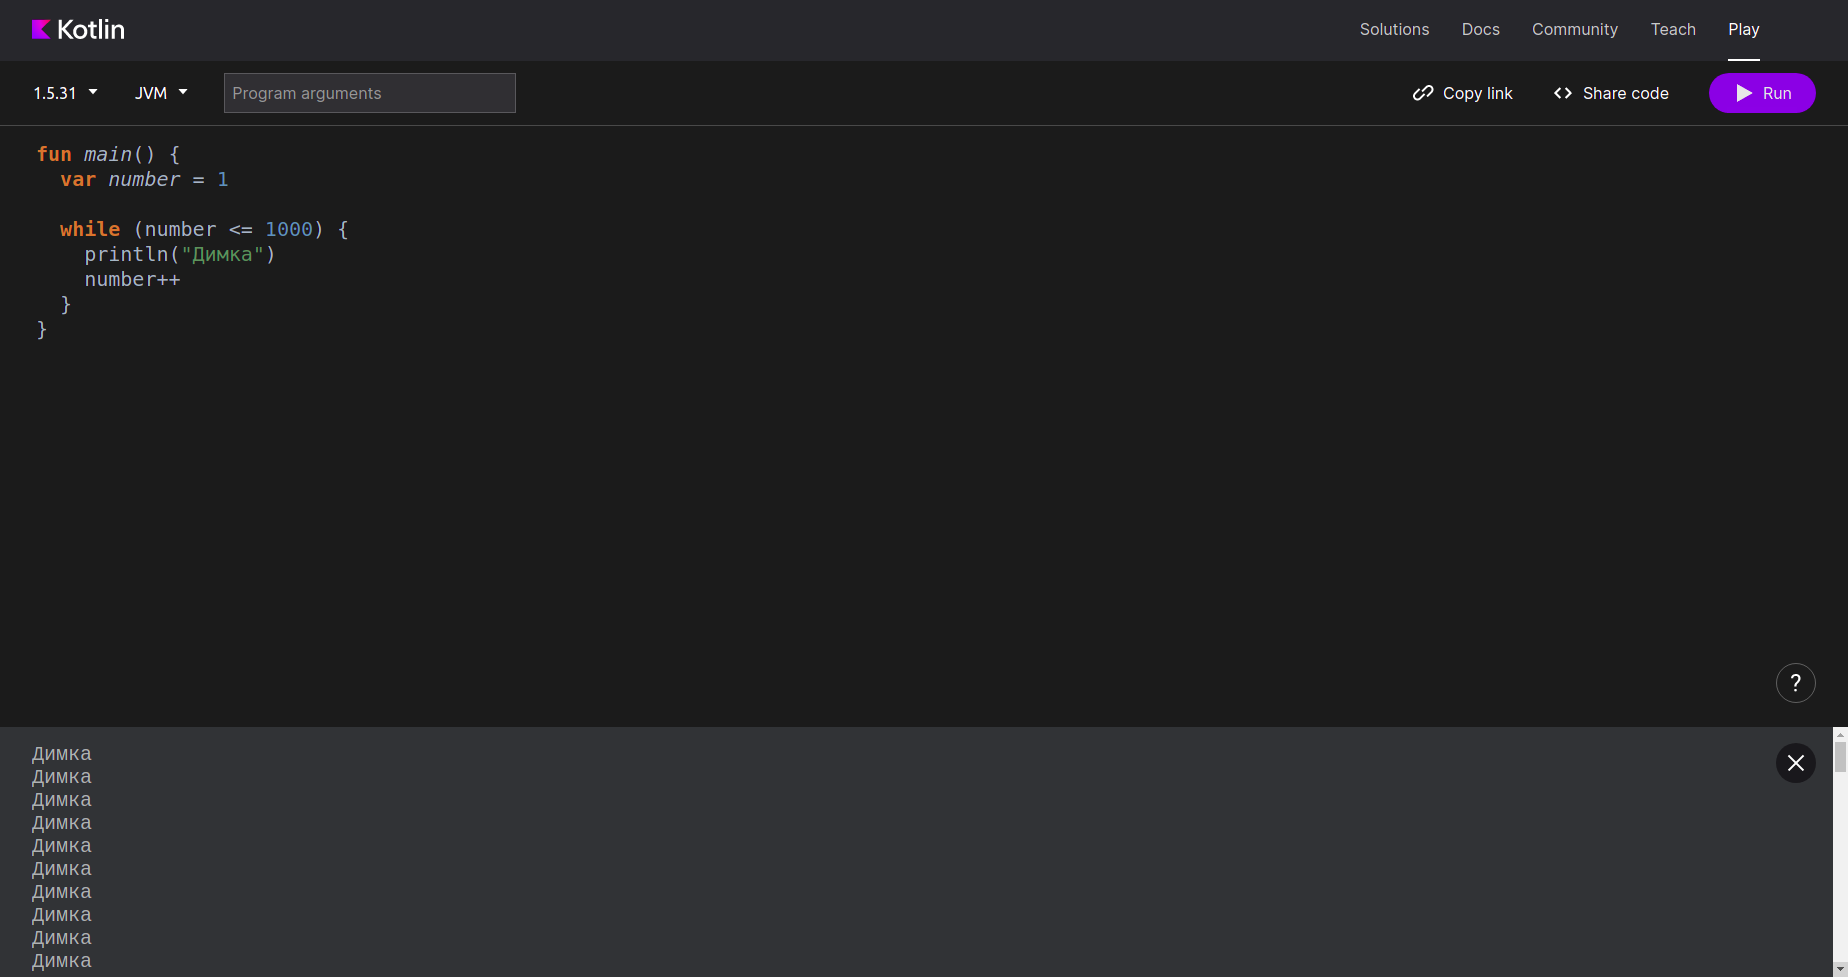 Kotlin
Solutions Docs Community Teach Play
1.5.31 JVM Program arguments Copy link Share code Run
fun main() {
  var number = 1

  while (number <= 1000) {
    println("Димка")
    number++
  }
}
?
Димка
Димка
Димка
Димка
Димка
Димка
Димка
Димка
Димка
Димка